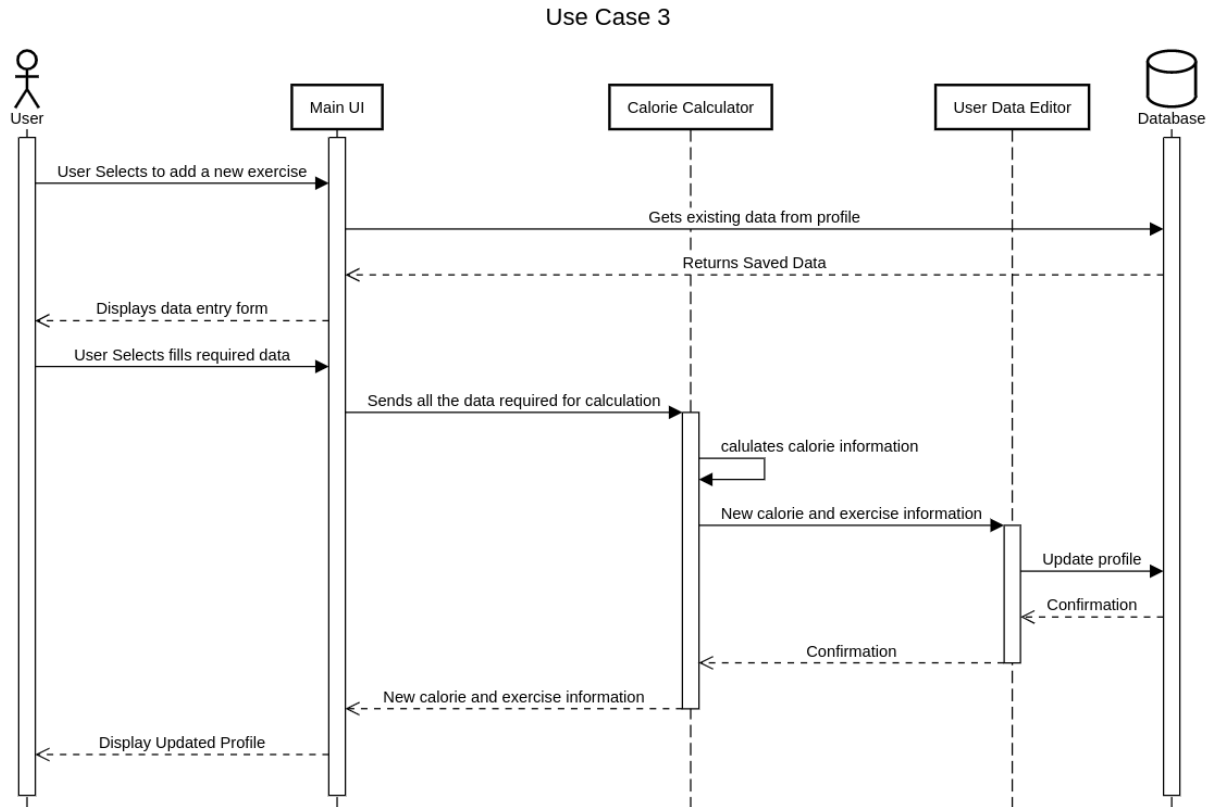 Use Case 3
User
Main UI
Calorie Calculator
User Data Editor
Database
User Selects to add a new exercise
Gets existing data from profile
Returns Saved Data
Displays data entry form
User Selects fills required data
Sends all the data required for calculation
calulates calorie information
New calorie and exercise information
Update profile
Confirmation
Confirmation
New calorie and exercise information
Display Updated Profile